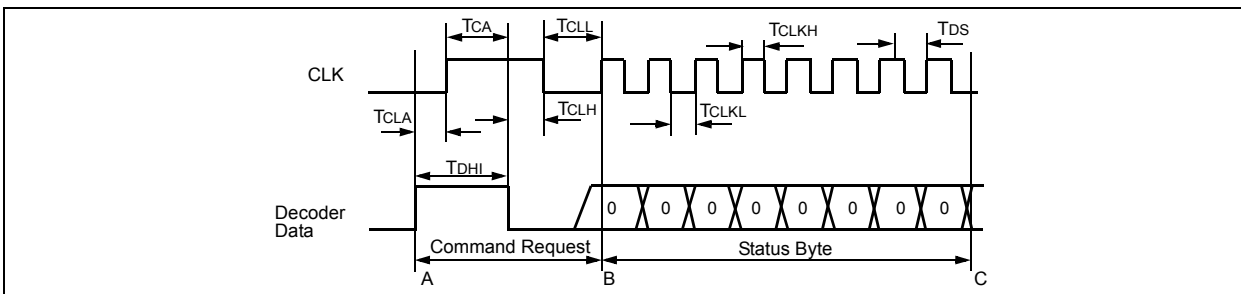 TCA TCLL TCLKH TDS
CLK
TCLA TCLH TCLKL
TDHI
0 0 0 0 0 0 0 0
Decoder
Data
Command Request Status Byte
A B C